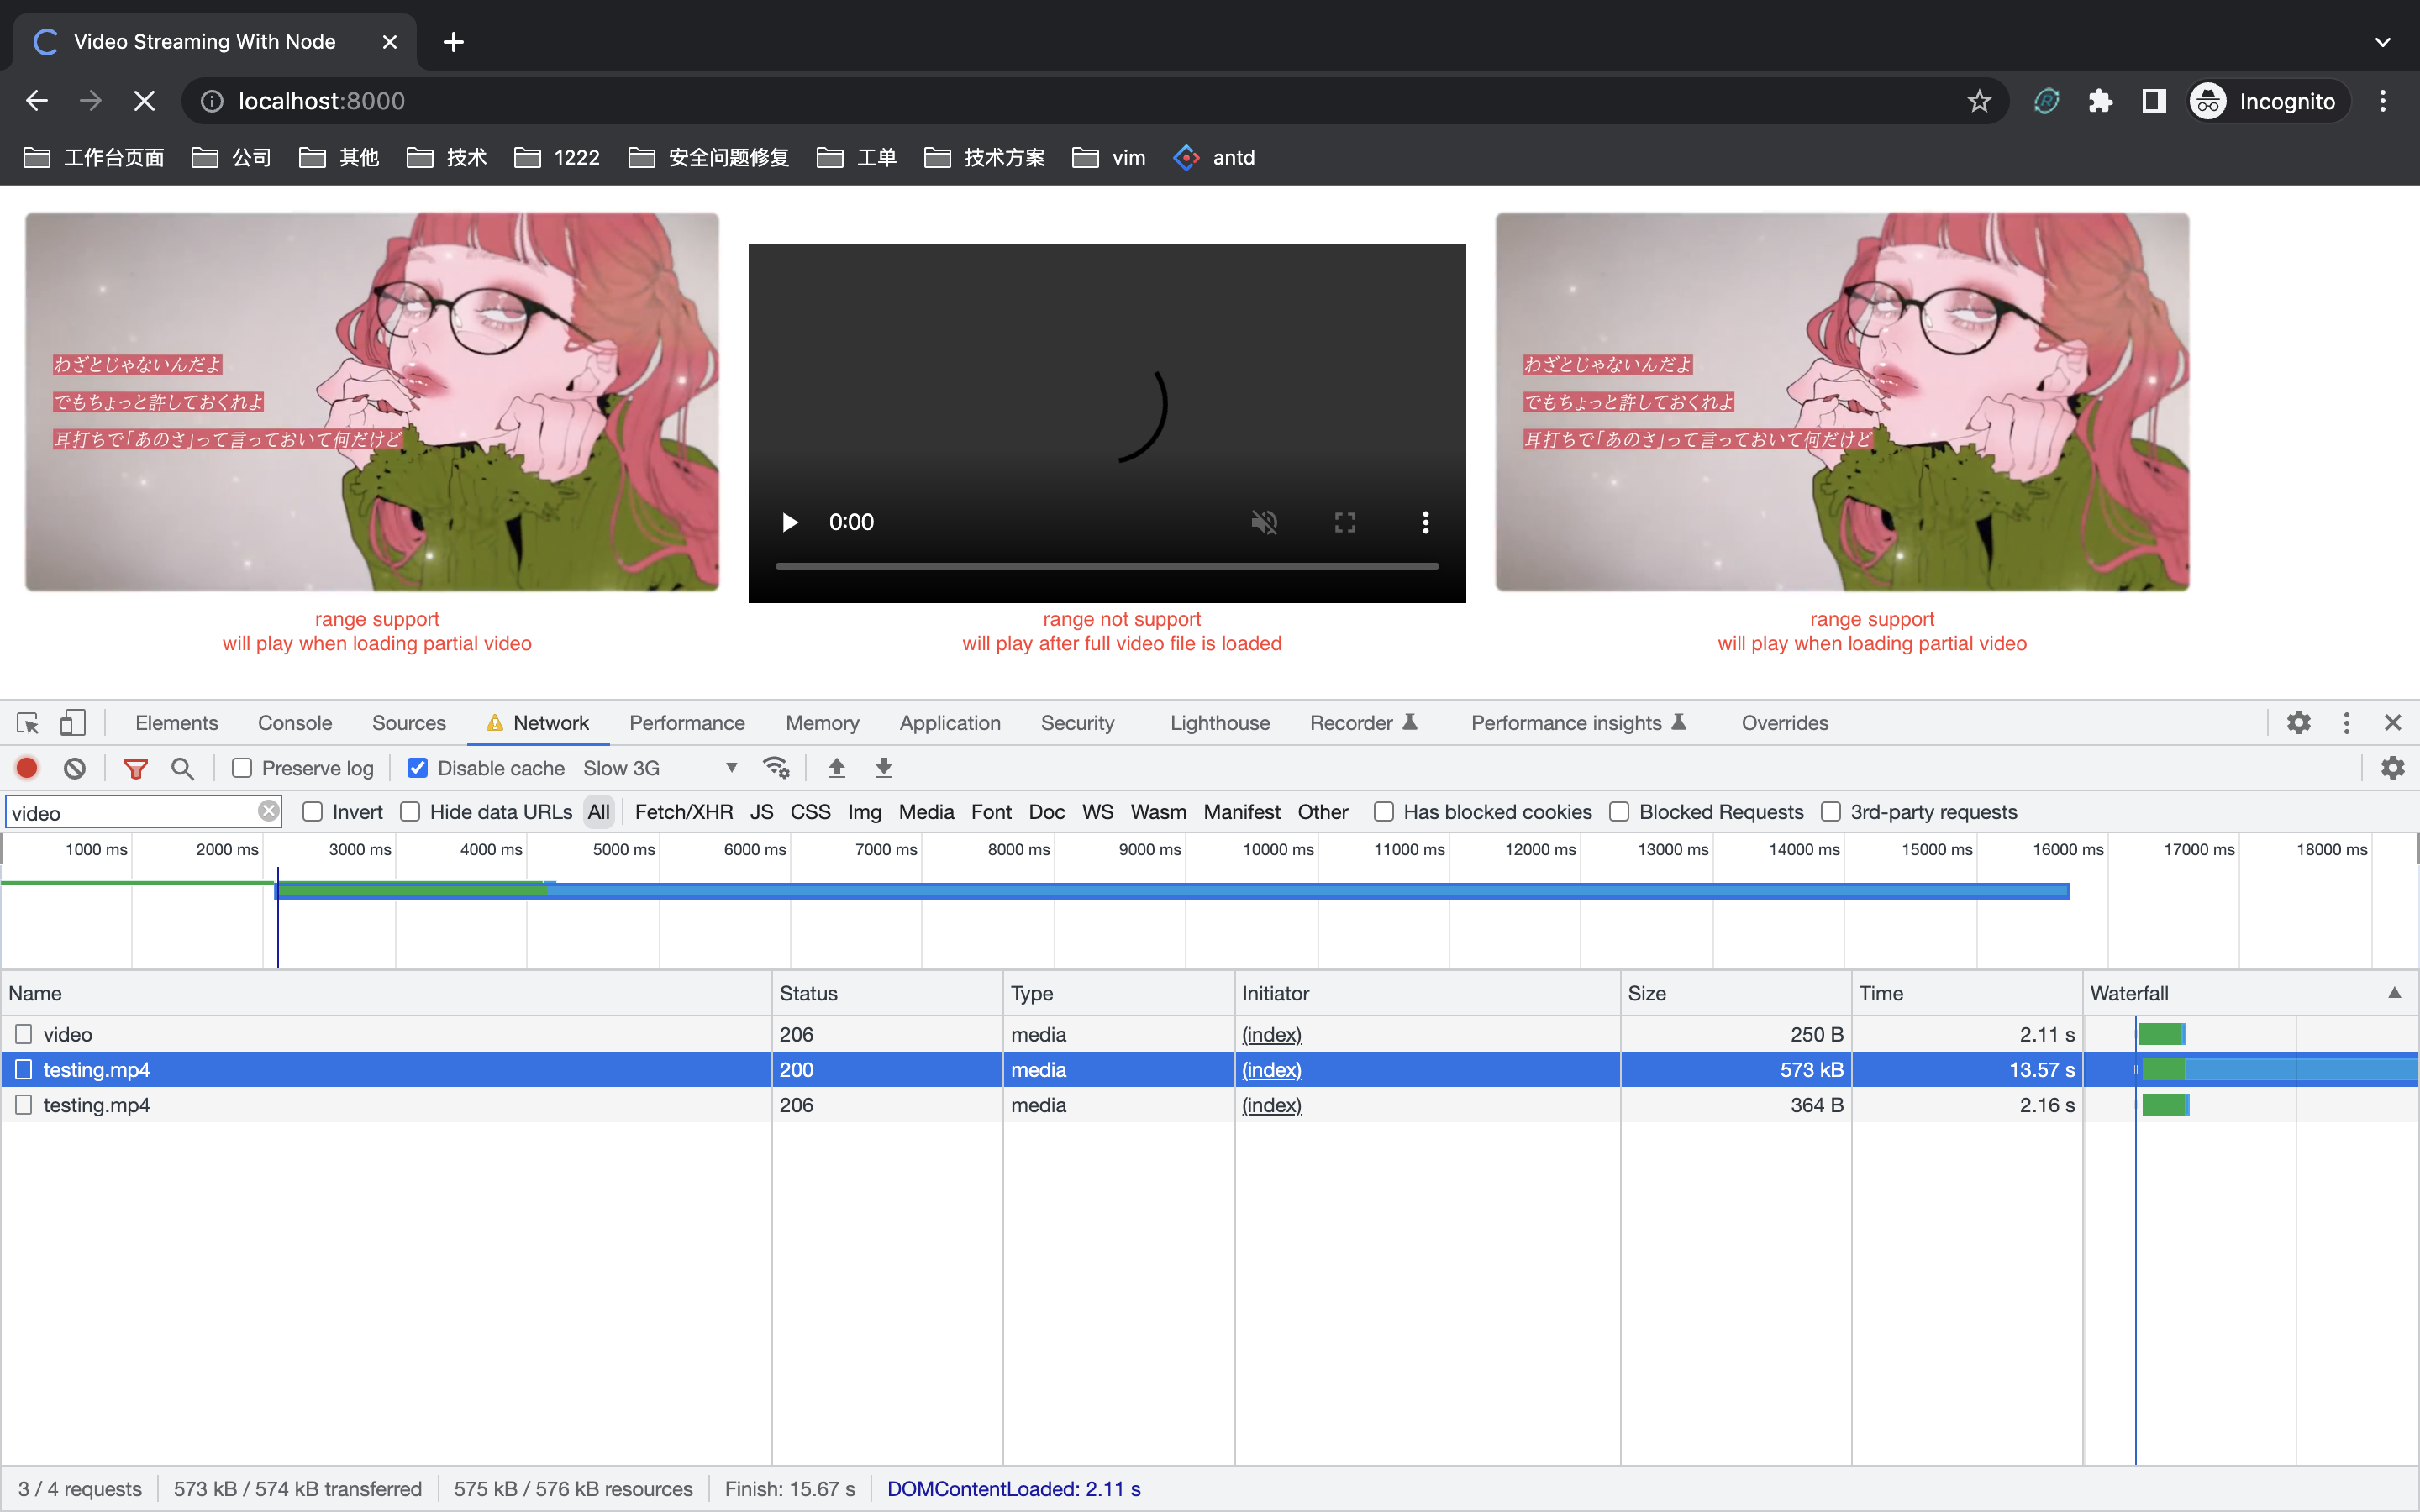 Video Streaming With Node
localhost:8000
Incognito
工作台页面 公司 其他 技术 1222 安全问题修复 工单 技术方案 vim antd
わざとじゃないんだよ
でもちょっと許しておくれよ
耳打ちで「あのさ」って言っておいて何だけど
range support
will play when loading partial video
0:00
range not support
will play after full video file is loaded
わざとじゃないんだよ
でもちょっと許しておくれよ
耳打ちで「あのさ」って言っておいて何だけど
range support
will play when loading partial video
Elements Console Sources Network Performance Memory Application Security Lighthouse Recorder Performance insights Overrides
Preserve log Disable cache Slow 3G
video Invert Hide data URLs All Fetch/XHR JS CSS Img Media Font Doc WS Wasm Manifest Other Has blocked cookies Blocked Requests 3rd-party requests
1000 ms 2000 ms 3000 ms 4000 ms 5000 ms 6000 ms 7000 ms 8000 ms 9000 ms 10000 ms 11000 ms 12000 ms 13000 ms 14000 ms 15000 ms 16000 ms 17000 ms 18000 ms
Name Status Type Initiator Size Time Waterfall
video 206 media (index) 250 B 2.11 s
testing.mp4 200 media (index) 573 kB 13.57 s
testing.mp4 206 media (index) 364 B 2.16 s
3 / 4 requests 573 kB / 574 kB transferred 575 kB / 576 kB resources Finish: 15.67 s DOMContentLoaded: 2.11 s